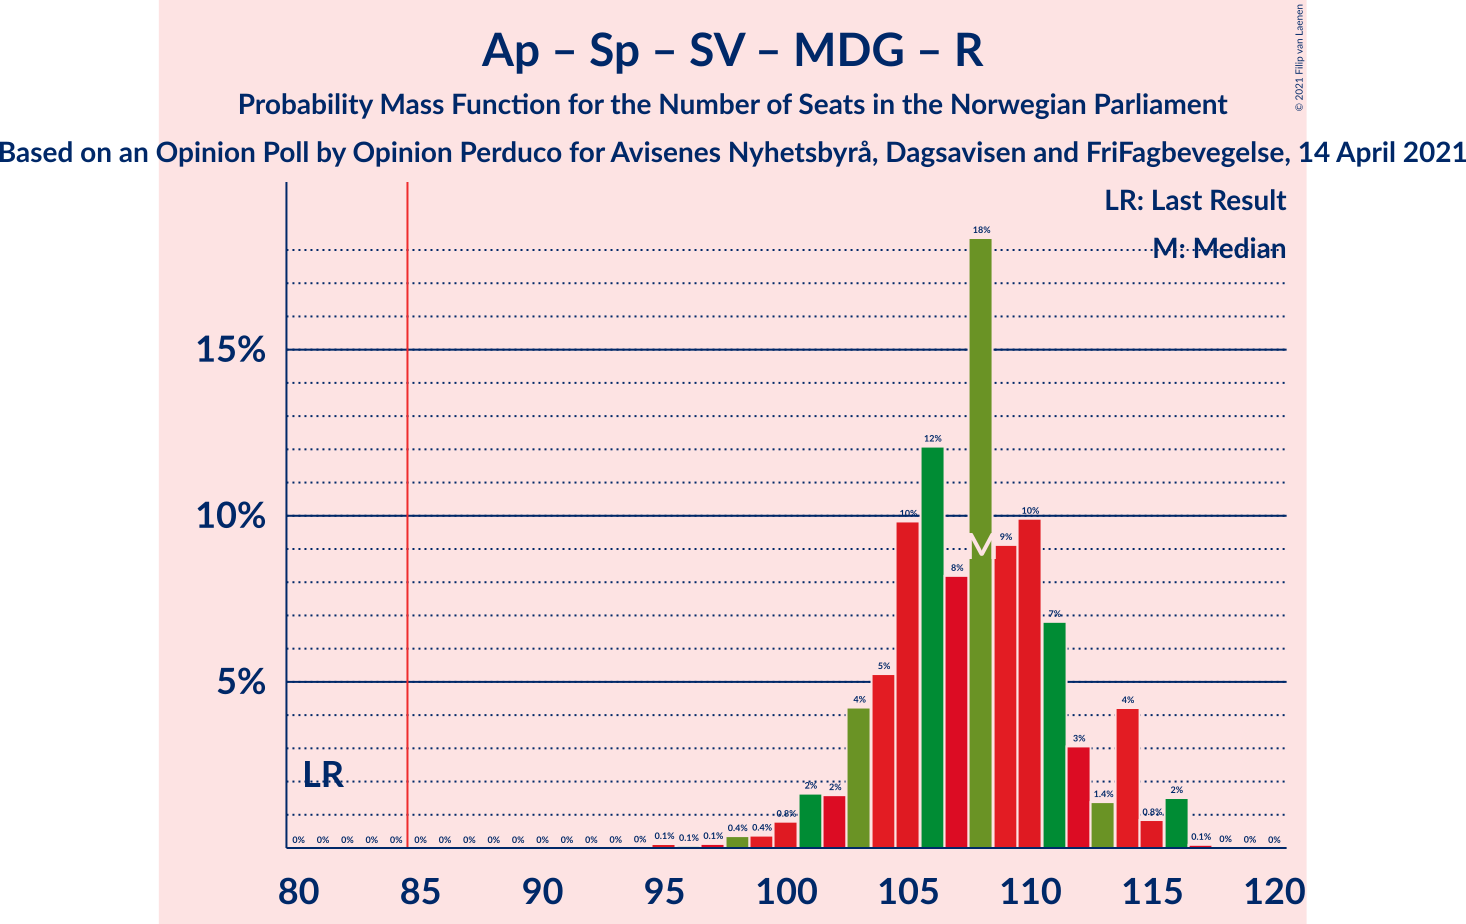 Ap – Sp – SV – MDG – R
Probability Mass Function for the Number of Seats in the Norwegian Parliament
Based on an Opinion Poll by Opinion Perduco for Avisenes Nyhetsbyrå, Dagsavisen and FriFagbevegelse, 14 April 2021
© 2021 Filip van Laenen
LR: Last Result
M: Median
15%
10%
5%
LR
M
0% 0% 0% 0% 0% 0% 0% 0% 0% 0% 0% 0% 0% 0% 0% 0.1% 0.1% 0.1% 0.4% 0.4% 0.8% 2% 2% 4% 5% 10% 12% 8% 18% 9% 10% 7% 3% 1.4% 4% 0.8% 2% 0.1% 0% 0% 0%
80 85 90 95 100 105 110 115 120